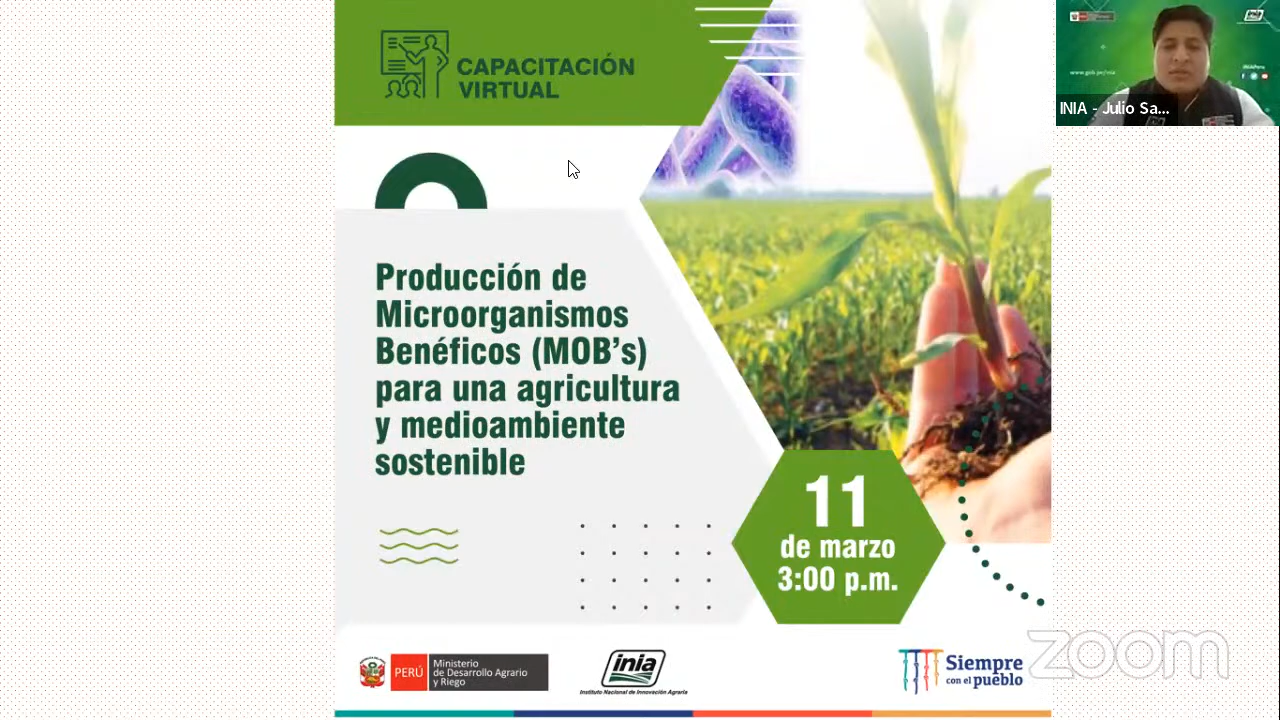 CAPACITACIÓN
VIRTUAL
Producción de
Microorganismos
Benéficos (MOB’s)
para una agricultura
y medioambiente
sostenible
11
de marzo
3:00 p.m.
PERÚ
Ministerio
de Desarrollo Agrario
y Riego
inia
Instituto Nacional de Innovación Agraria
Siempre
con el pueblo
INIA - Julio Sa...
zoom